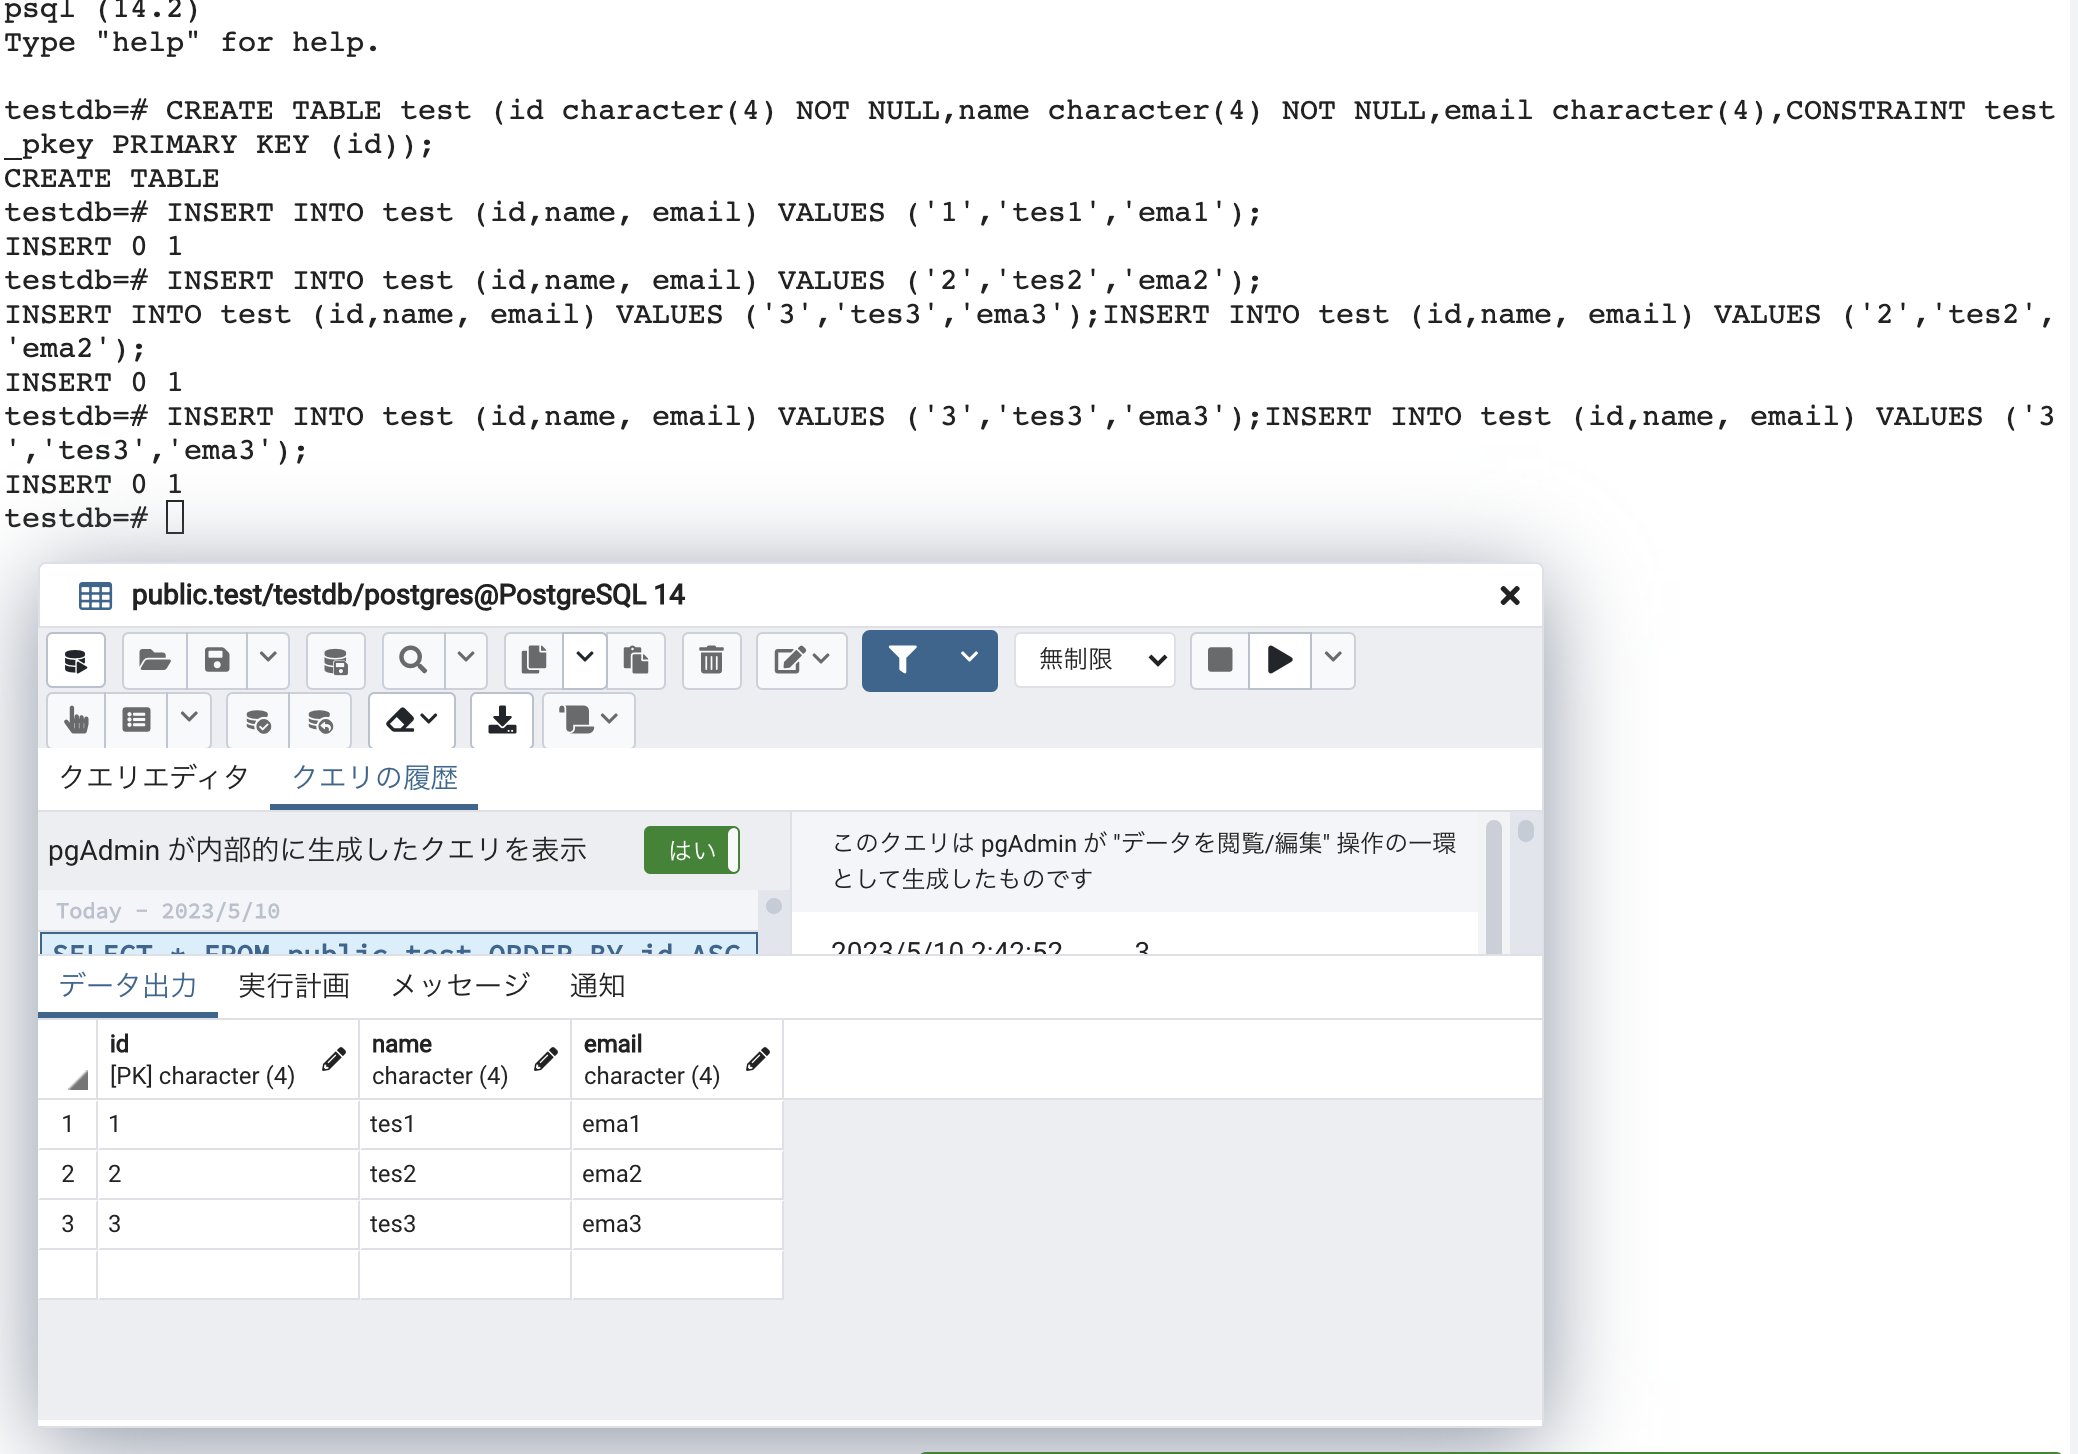 psql (14.2)
Type "help" for help.
testdb=# CREATE TABLE test (id character(4) NOT NULL,name character(4) NOT NULL,email character(4),CONSTRAINT test
_pkey PRIMARY KEY (id));
CREATE TABLE
testdb=# INSERT INTO test (id,name, email) VALUES ('1','tes1','ema1');
INSERT 0 1
testdb=# INSERT INTO test (id,name, email) VALUES ('2','tes2','ema2');
INSERT INTO test (id,name, email) VALUES ('3','tes3','ema3');INSERT INTO test (id,name, email) VALUES ('2','tes2',
'ema2');
INSERT 0 1
testdb=# INSERT INTO test (id,name, email) VALUES ('3','tes3','ema3');INSERT INTO test (id,name, email) VALUES ('3
','tes3','ema3');
INSERT 0 1
testdb=#
public.test/testdb/postgres@PostgreSQL 14
無制限
クエリエディタ クエリの履歴
pgAdmin が内部的に生成したクエリを表示 はい
このクエリは pgAdmin が "データを閲覧/編集" 操作の一環
として生成したものです
Today - 2023/5/10
SELECT * FROM public.test ORDER BY id ASC
2023/5/10 2:42:52 3
データ出力 実行計画 メッセージ 通知
id name email
[PK] character (4) character (4) character (4)
1 1 tes1 ema1
2 2 tes2 ema2
3 3 tes3 ema3